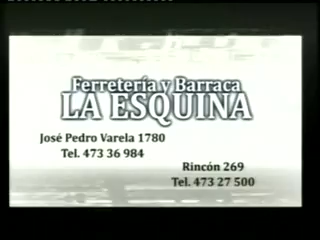 Ferretería y Barraca
LA ESQUINA
José Pedro Varela 1780
Tel. 473 36 984
Rincón 269
Tel. 473 27 500